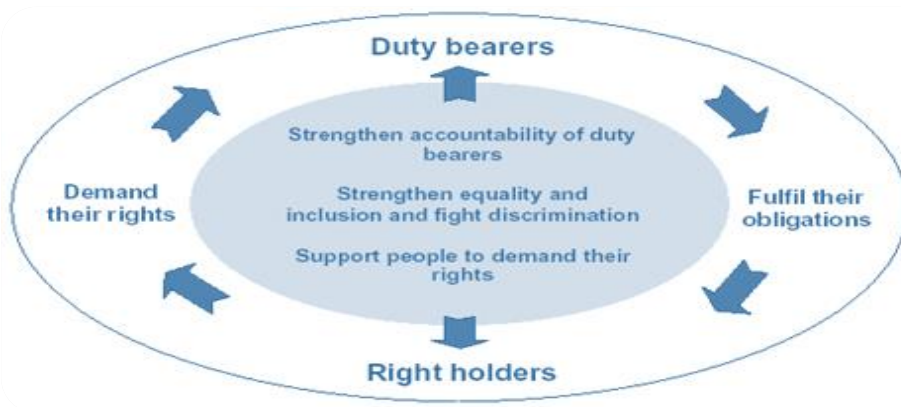 Duty bearers
Strengthen accountability of duty
bearers
Demand
their rights
Strengthen equality and
inclusion and fight discrimination
Fulfil their
obligations
Support people to demand their
rights
Right holders